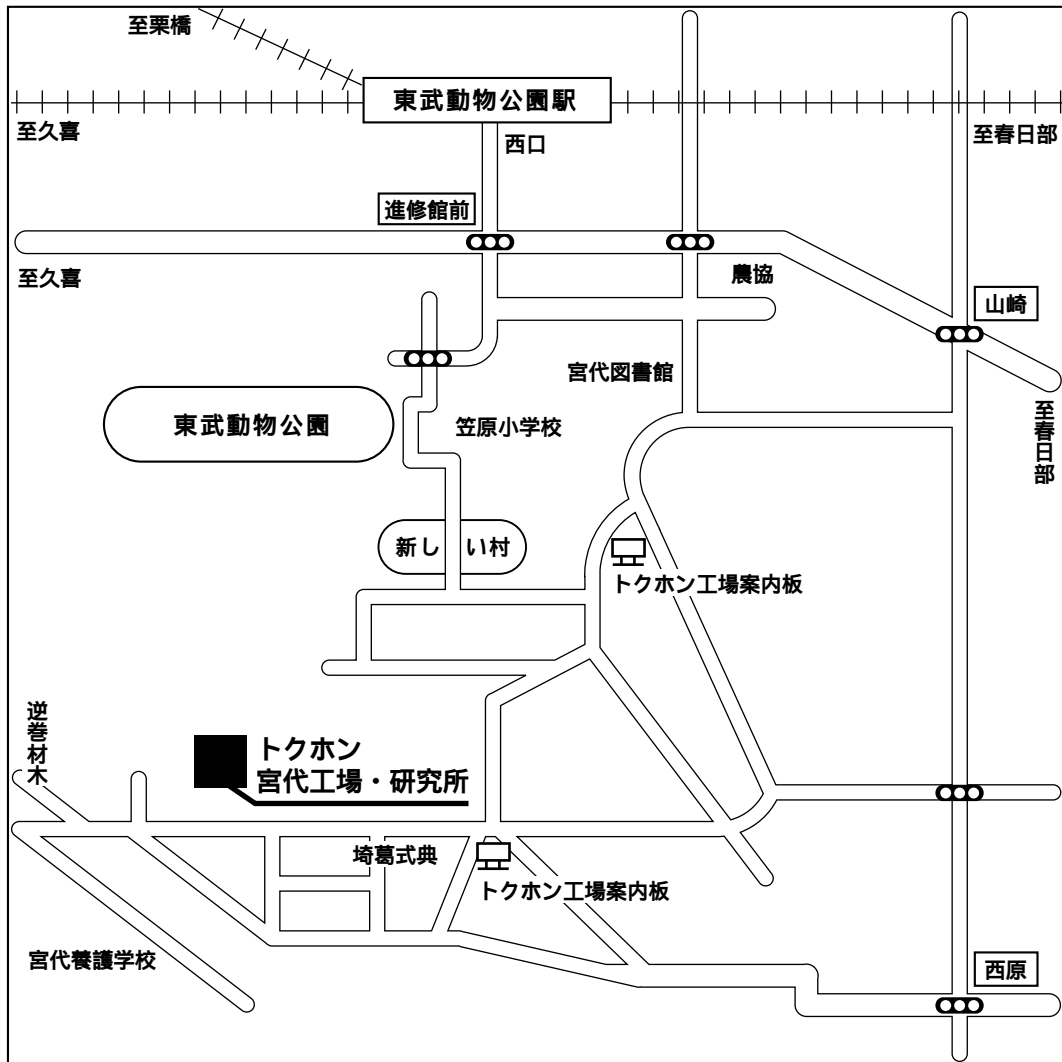 至栗橋
東武動物公園駅
至久喜
西口
至春日部
進修館前
至久喜
農協
山崎
宮代図書館
東武動物公園
笠原小学校
至春日部
新しい村
トクホン工場案内板
逆巻材木
トクホン
宮代工場・研究所
埼葛式典
トクホン工場案内板
宮代養護学校
西原